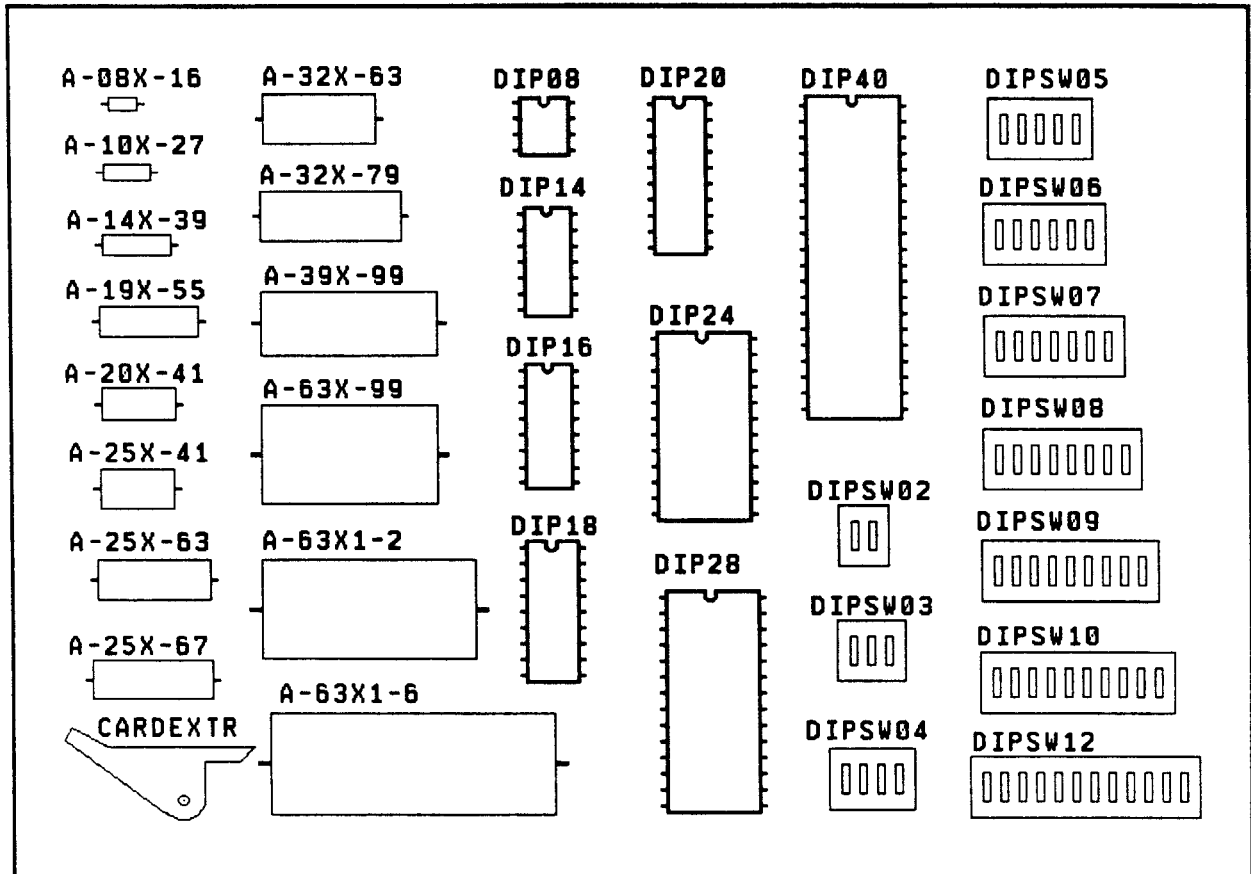 A-08X-16
A-10X-27
A-14X-39
A-19X-55
A-20X-41
A-25X-41
A-25X-63
A-25X-67
CARDEXTR
A-32X-63
A-32X-79
A-39X-99
A-63X-99
A-63X1-2
A-63X1-6
DIP08
DIP14
DIP16
DIP18
DIP20
DIP24
DIP28
DIP40
DIPSW02
DIPSW03
DIPSW04
DIPSW05
DIPSW06
DIPSW07
DIPSW08
DIPSW09
DIPSW10
DIPSW12